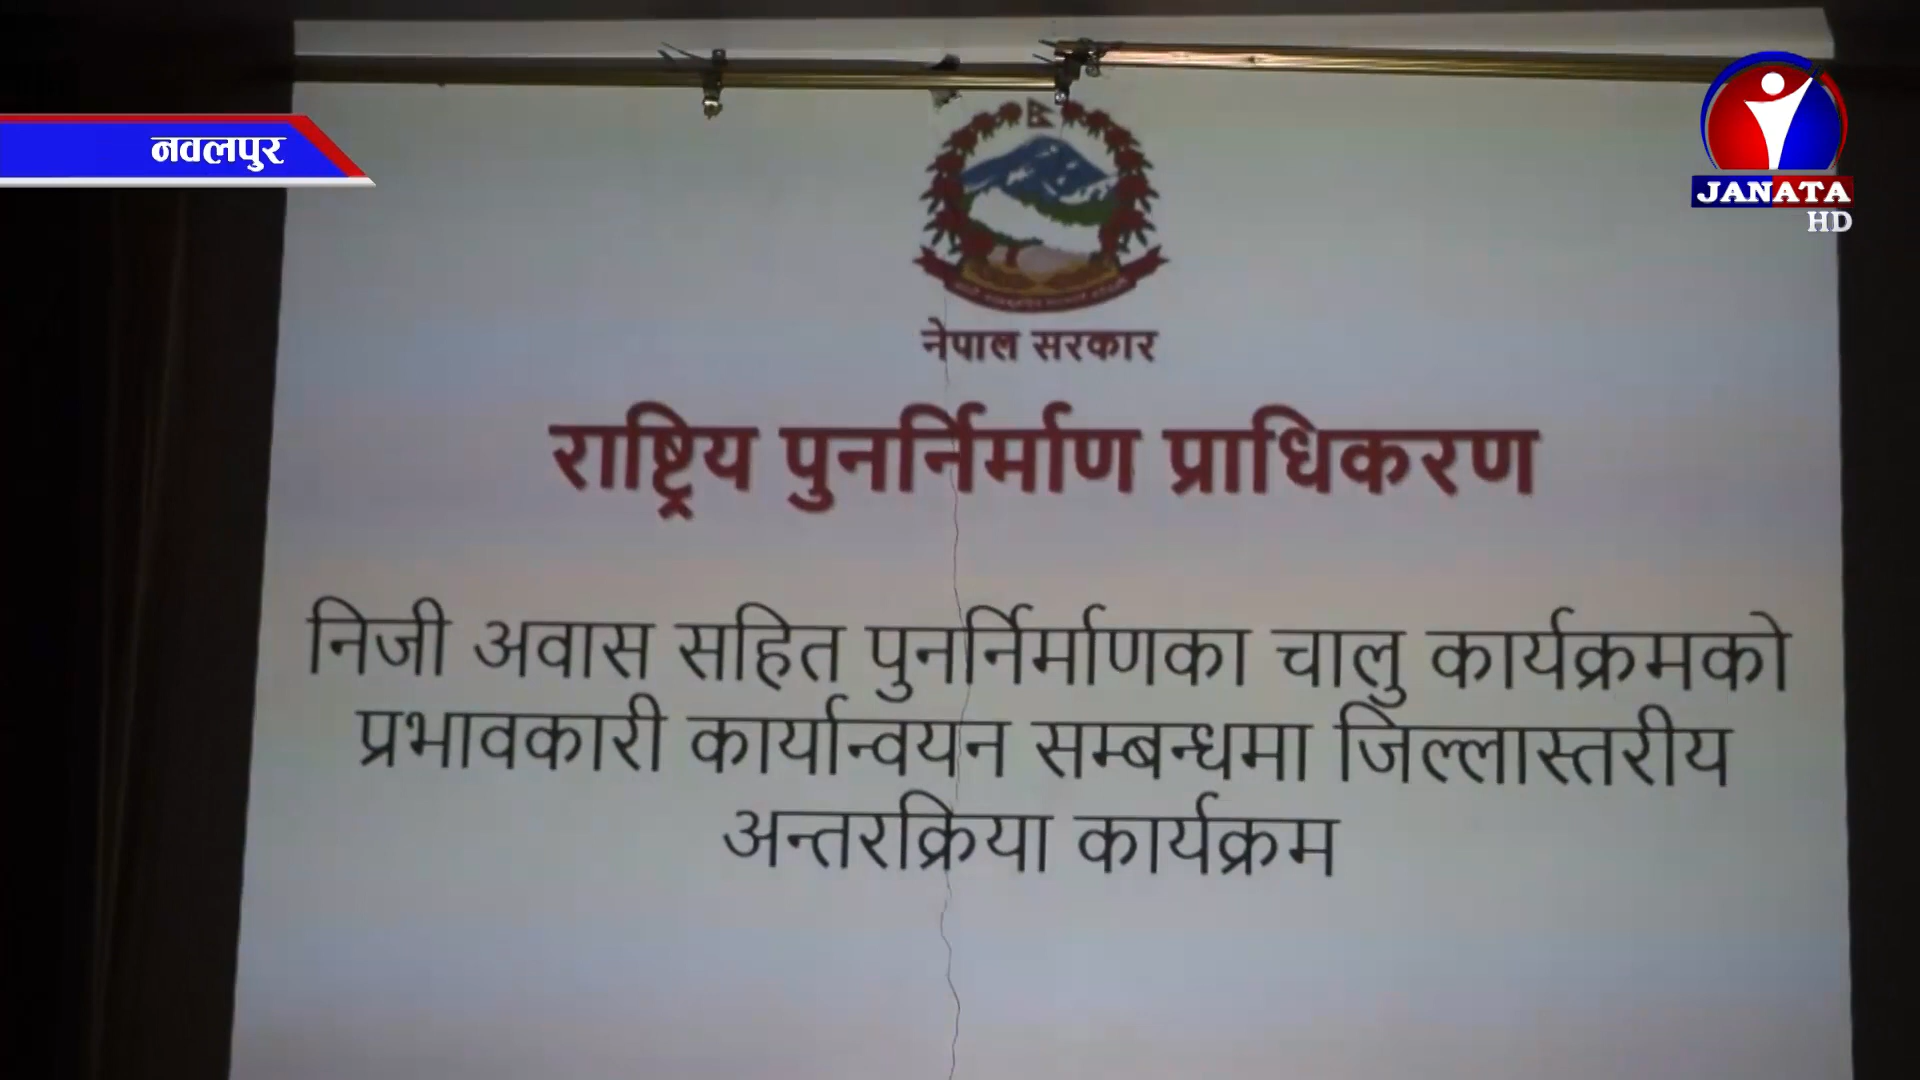 नवलपुर
JANATA
HD
नेपाल सरकार
राष्ट्रिय पुनर्निर्माण प्राधिकरण
निजी अवास सहित पुनर्निर्माणका चालु कार्यक्रमको
प्रभावकारी कार्यान्वयन सम्बन्धमा जिल्लास्तरीय
अन्तरक्रिया कार्यक्रम